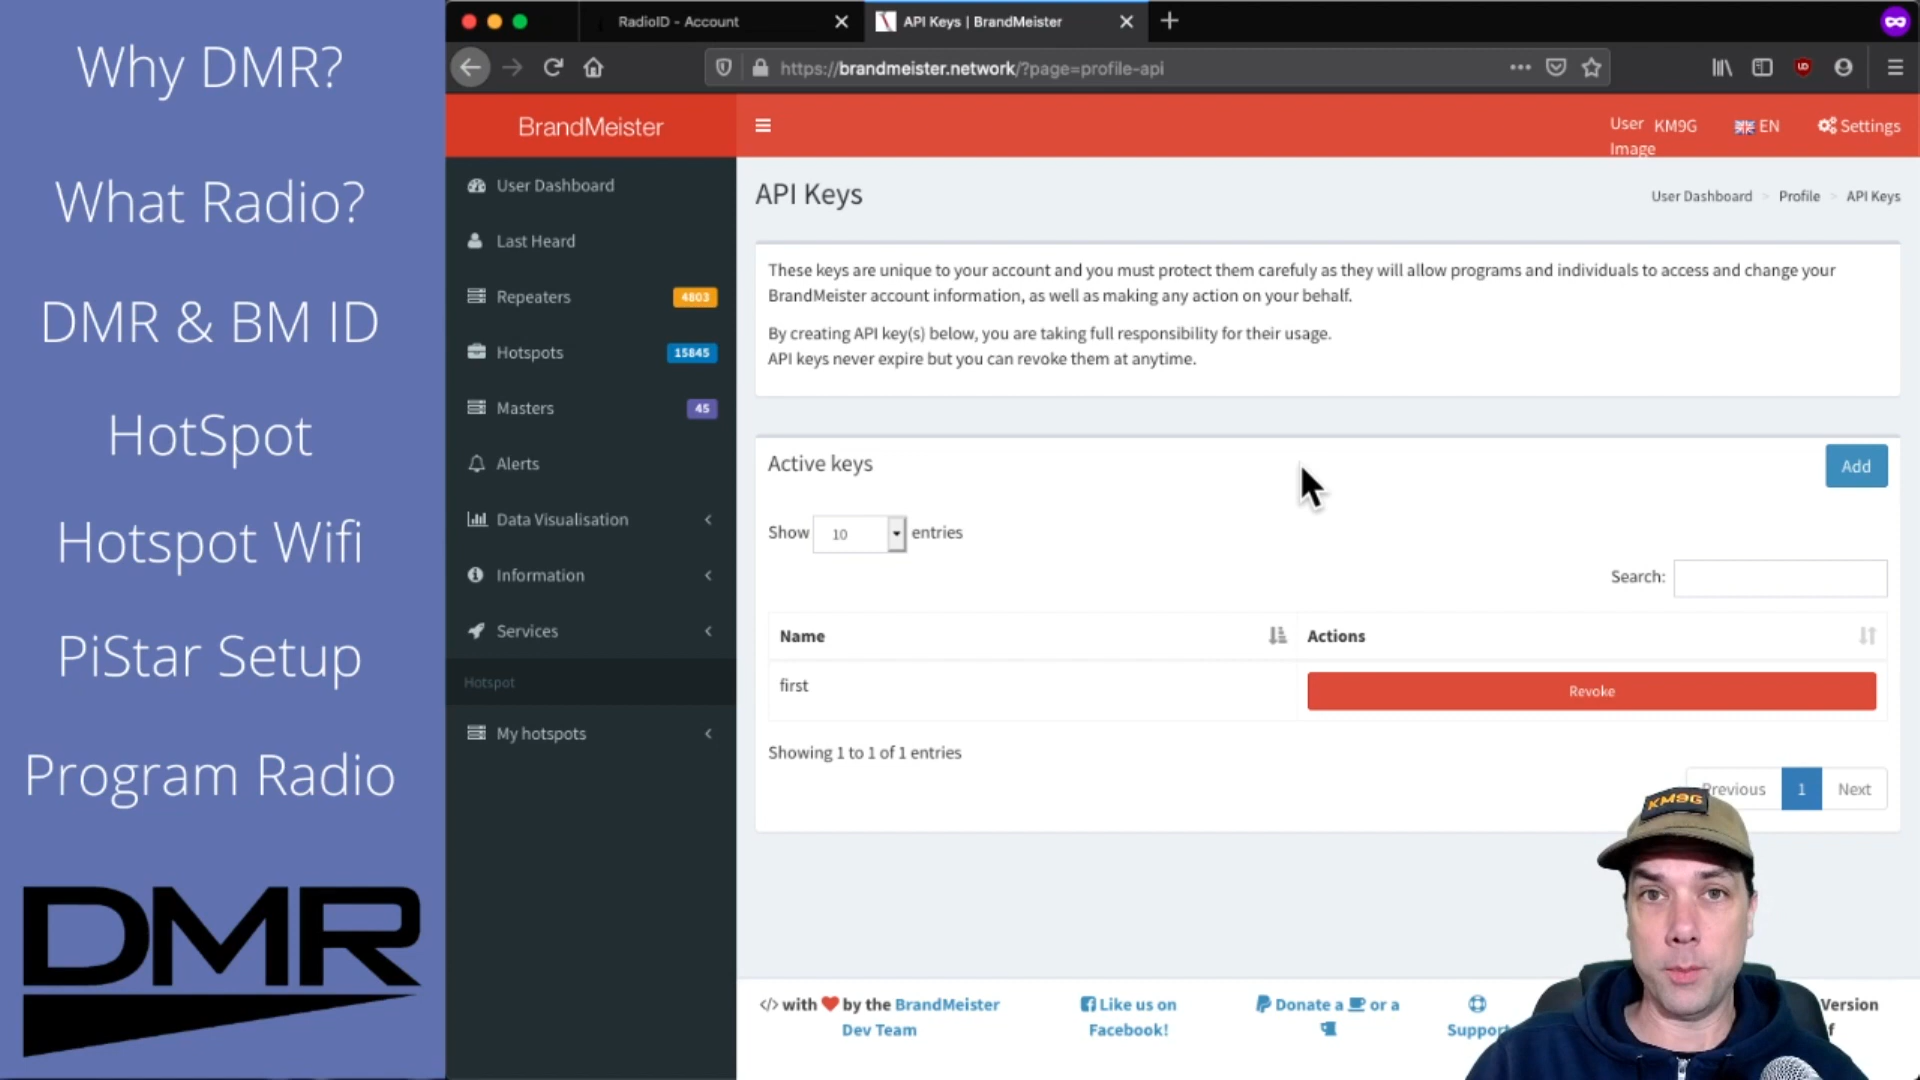 Why DMR?
What Radio?
DMR & BM ID
HotSpot
Hotspot Wifi
PiStar Setup
Program Radio
DMR
RadioID - Account
API Keys | BrandMeister
https://brandmeister.network/?page=profile-api
BrandMeister
User Image
KM9G
EN
Settings
User Dashboard
Last Heard
Repeaters 4803
Hotspots 15845
Masters 45
Alerts
Data Visualisation
Information
Services
Hotspot
My hotspots
API Keys
User Dashboard > Profile > API Keys
These keys are unique to your account and you must protect them carefuly as they will allow programs and individuals to access and change your
BrandMeister account information, as well as making any action on your behalf.
By creating API key(s) below, you are taking full responsibility for their usage.
API keys never expire but you can revoke them at anytime.
Active keys
Add
Show 10 entries
Search:
Name Actions
first Revoke
Showing 1 to 1 of 1 entries
Previous 1 Next
KM9G
</> with ❤ by the BrandMeister
Dev Team
Like us on
Facebook!
Donate a or a
Support
Version